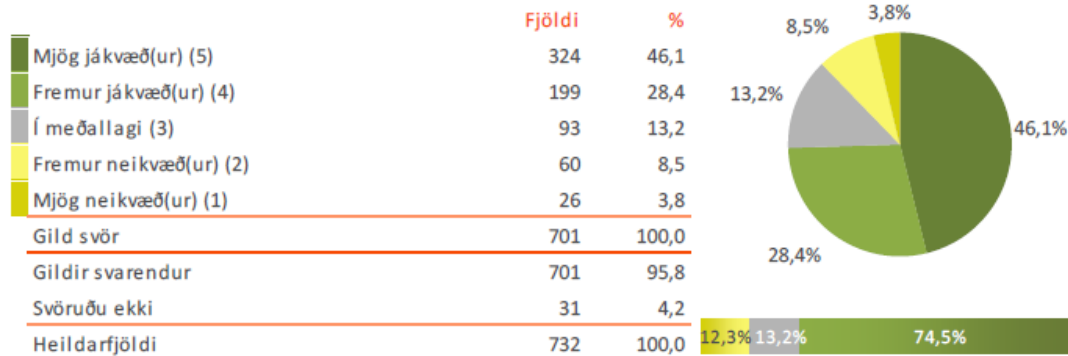 Fjöldi %
Mjög jákvæð(ur) (5) 324 46,1
Fremur jákvæð(ur) (4) 199 28,4
Í meðallagi (3) 93 13,2
Fremur neikvæð(ur) (2) 60 8,5
Mjög neikvæð(ur) (1) 26 3,8
Gild svör 701 100,0
Gildir svarendur 701 95,8
Svöruðu ekki 31 4,2
Heildarfjöldi 732 100,0
3,8%
8,5%
13,2%
46,1%
28,4%
12,3% 13,2% 74,5%